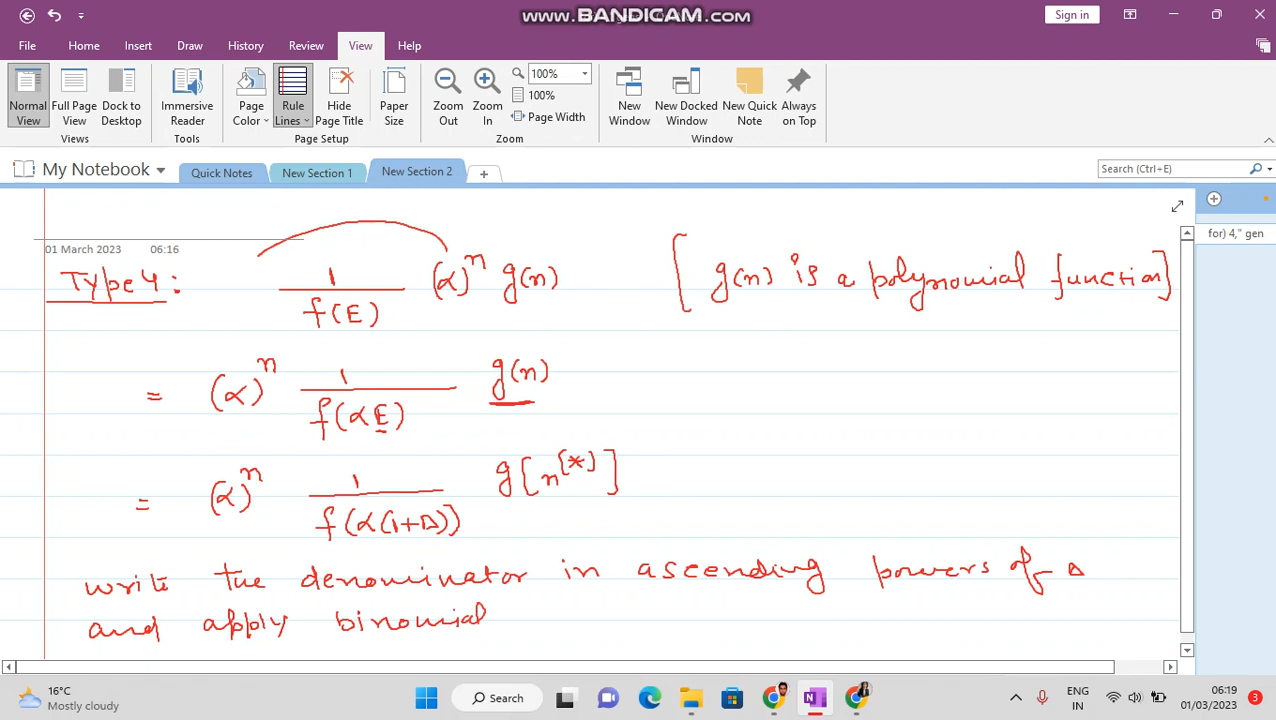 www.BANDICAM.com
Sign in
File Home Insert Draw History Review View Help
Normal View
Full Page View
Dock to Desktop
Immersive Reader
Page Color
Rule Lines
Hide Page Title
Paper Size
Zoom Out
Zoom In
100%
100%
Page Width
New Window
New Docked Window
New Quick Note
Always on Top
Views Tools Page Setup Zoom Window
My Notebook Quick Notes New Section 1 New Section 2 Search (Ctrl+E)
01 March 2023 06:16
for) 4," gen
Type 4: 1/f(E) (α)^n g(n) [g(n) is a polynomial function]
= (α)^n 1/f(αE) g(n)
= (α)^n 1/f(α(1+Δ)) g[n^{[*]}]
write the denominator in ascending powers of Δ
and apply binomial
16°C
Mostly cloudy
Search
ENG
IN
06:19
01/03/2023
3